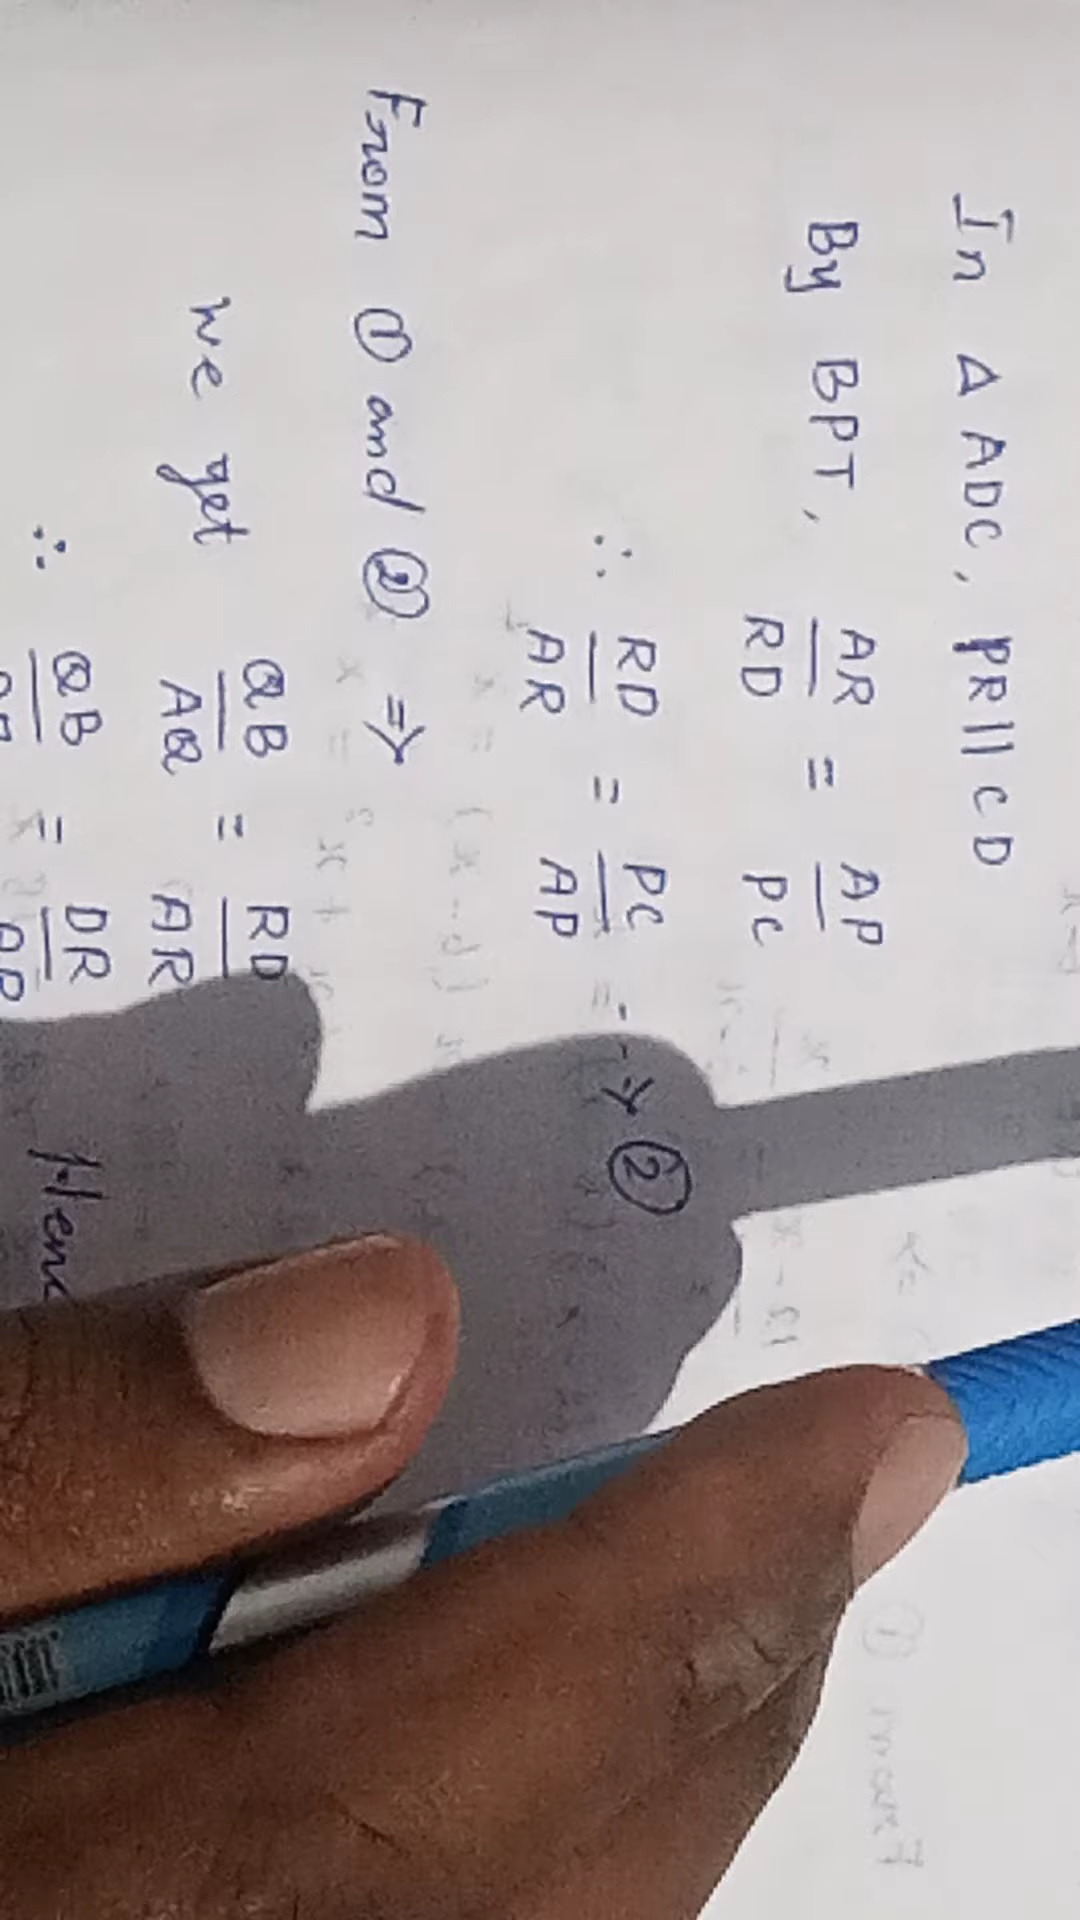 In Δ ADC, PR || CD
By BPT, AR/RD = AP/PC
∴ RD/AR = PC/AP → ②
From ① and ② ⇒
we get QB/AQ = RD/AR
∴ QB = DR